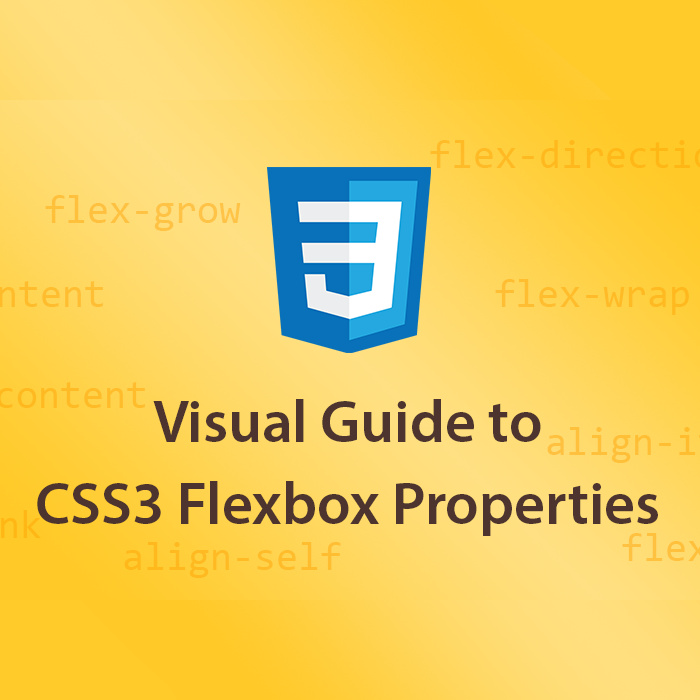 flex-directio
flex-grow
3
ntent
flex-wrap
content
Visual Guide to
align-i
CSS3 Flexbox Properties
nk
flex
align-self